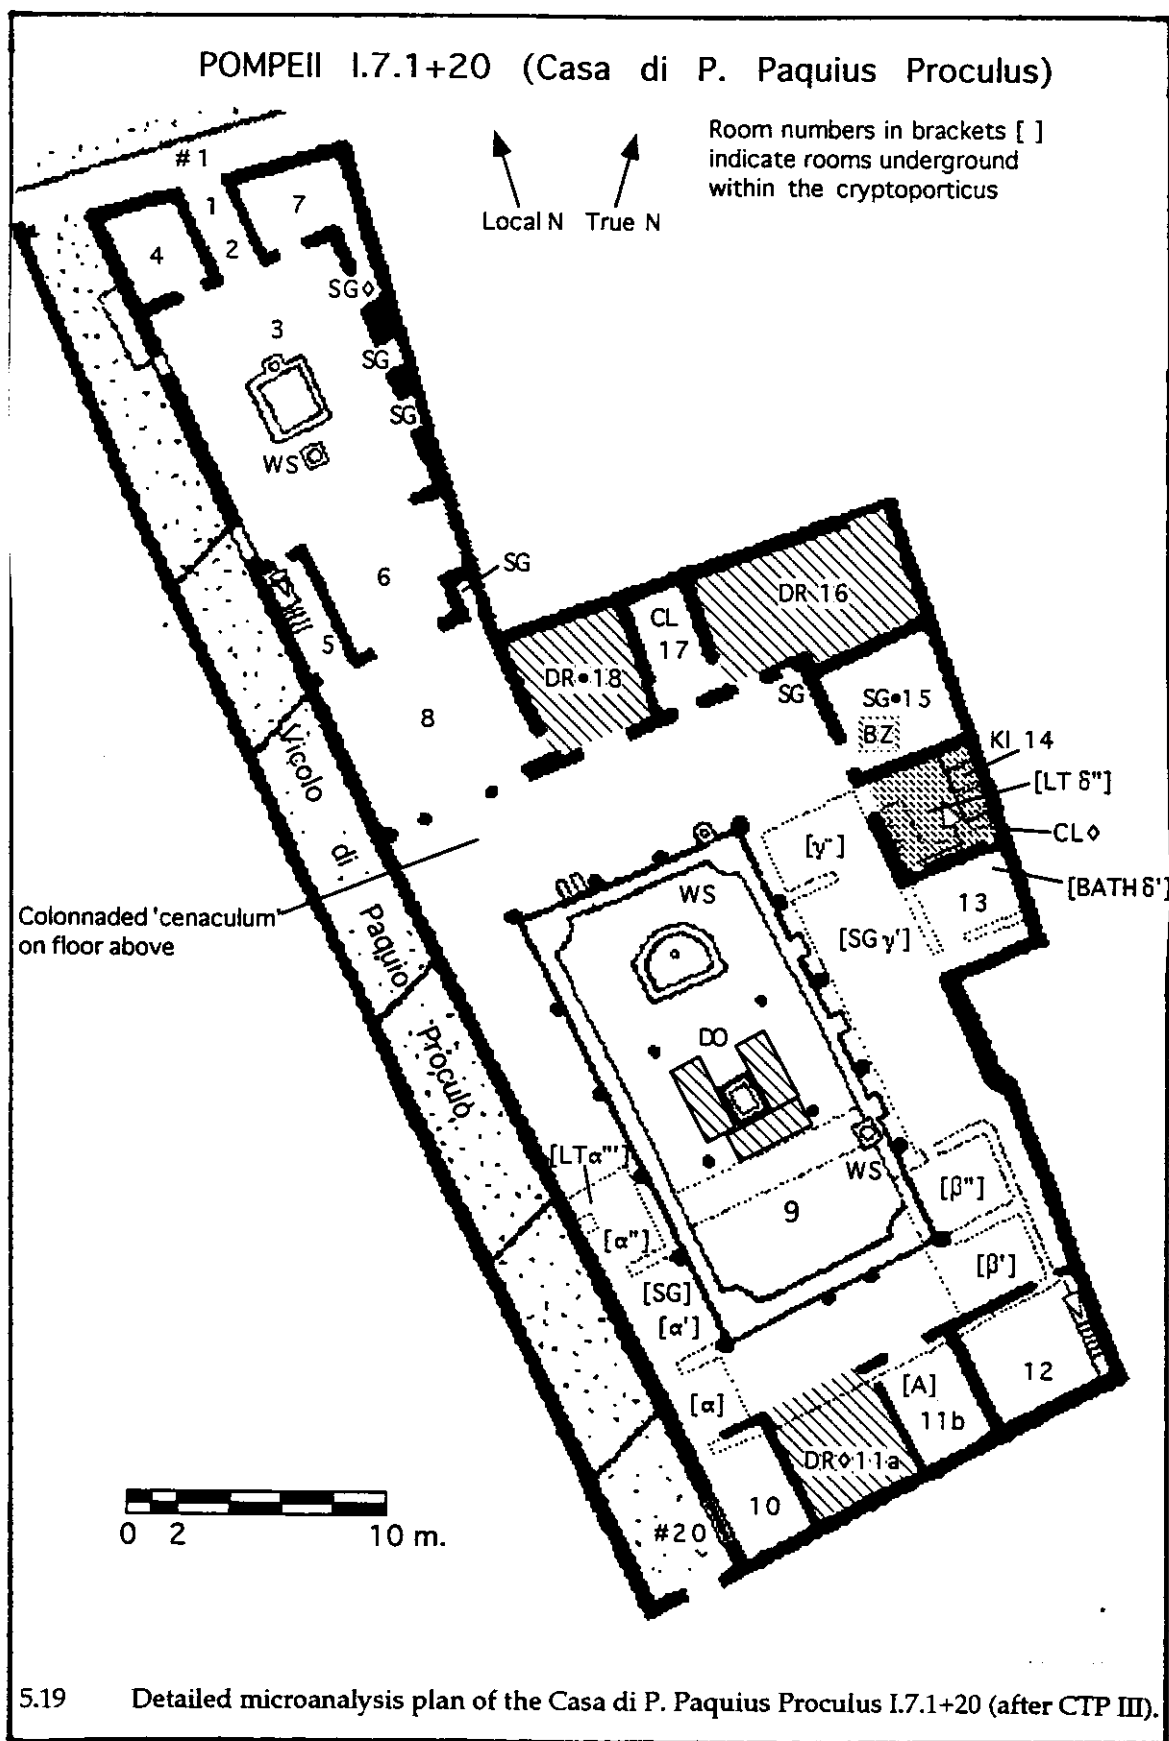 POMPEII I.7.1+20 (Casa di P. Paquius Proculus)
Room numbers in brackets [ ]
indicate rooms underground
within the cryptoporticus
Local N True N
#1
1
7
4
2
SG◊
3
SG
SG
WS
6
SG
5
8
DR•18
CL
17
DR 16
SG
SG•15
BZ
KI 14
[LT δ"]
CL◊
[BATH δ']
13
[γ"]
[SG γ']
Vicolo
di
Paquio
Proculo
Colonnaded 'cenaculum'
on floor above
WS
DO
WS
9
[LTα"']
[α"]
[SG]
[α']
[α]
[β"]
[β']
12
[A]
11b
DR◊11a
10
#20
0 2 10 m.
5.19 Detailed microanalysis plan of the Casa di P. Paquius Proculus I.7.1+20 (after CTP III).